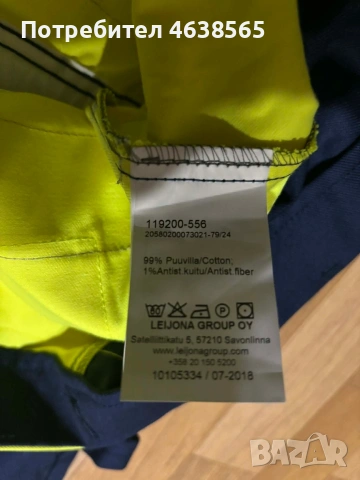 Потребител 4638565
119200-556
20580200073021-79/24
99% Puuvilla/Cotton;
1%Antist kuitu/Antist fiber
LEIJONA GROUP OY
Satelliittikatu 5, 57210 Savonlinna
www.leijonagroup.com
+358 20 150 5200
10105334 / 07-2018
BAZAR